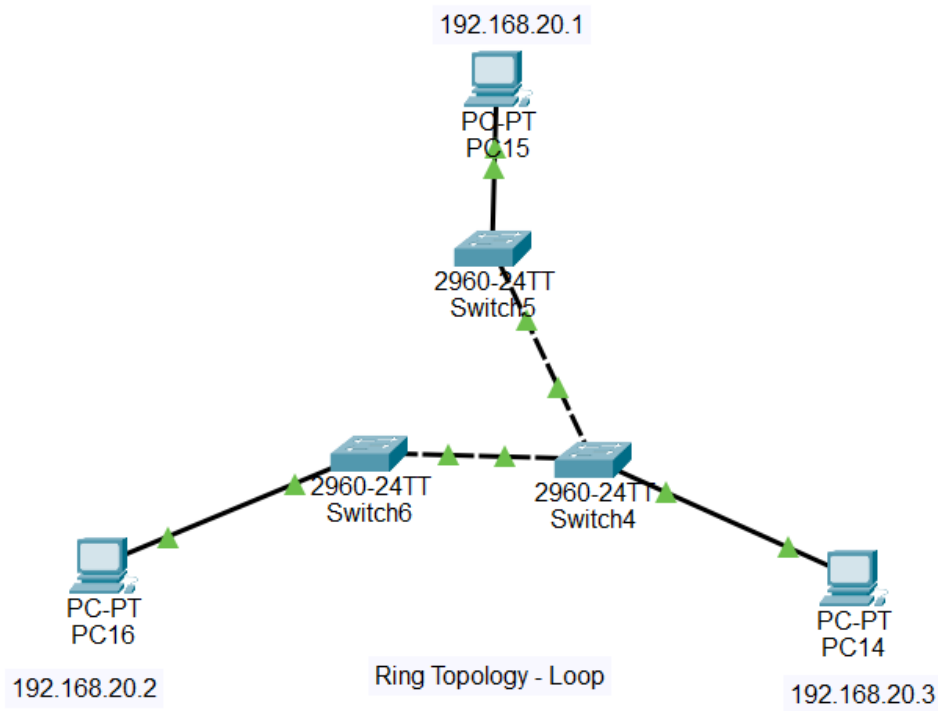 192.168.20.1
PC-PT
PC15
2960-24TT
Switch5
2960-24TT
Switch6
2960-24TT
Switch4
PC-PT
PC16
192.168.20.2
Ring Topology - Loop
PC-PT
PC14
192.168.20.3